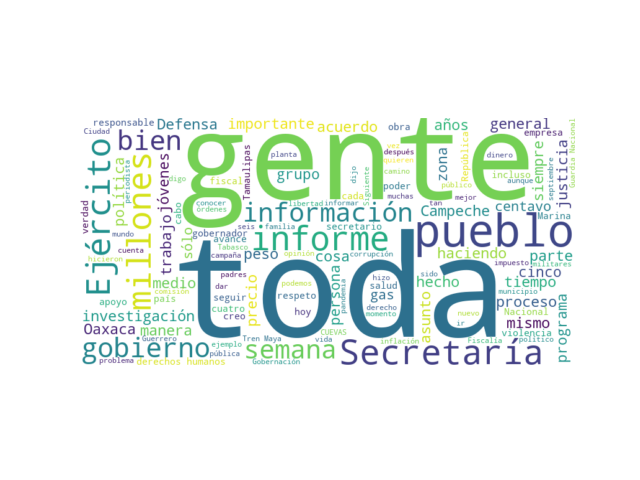 responsable Defensa importante acuerdo obra años general empresa
Ciudad bien gente vez República Guardia Nacional
periodista planta después quieren dinero siempre justicia
Ejército millones política jóvenes Tamaulipas grupo dijo camino zona incluso aunque
digo fiscal cada siguiente poder público septiembre
verdad trabajo cabo conocer órdenes libertad informar muchas tan mejor
sólo información Campeche centavo Marina
mundo seis familia secretario pueblo
hicieron gobernador avance informe haciendo parte
cuenta Tabasco opinión corrupción
medio campaña peso cosa sido impuesto militares
comisión padres podemos hizo persona hecho cinco
apoyo país seguir dar precio respeto salud gas tiempo municipio
investigación cuatro creo hoy pandemia derecho momento asunto proceso programa
Oaxaca manera toda CUEVAS ir nuevo mismo
Guerrero Tren Maya vida inflación Nacional violencia
gobierno ejemplo pública semana Secretaría Fiscalía político
problema derechos humanos Gobernación